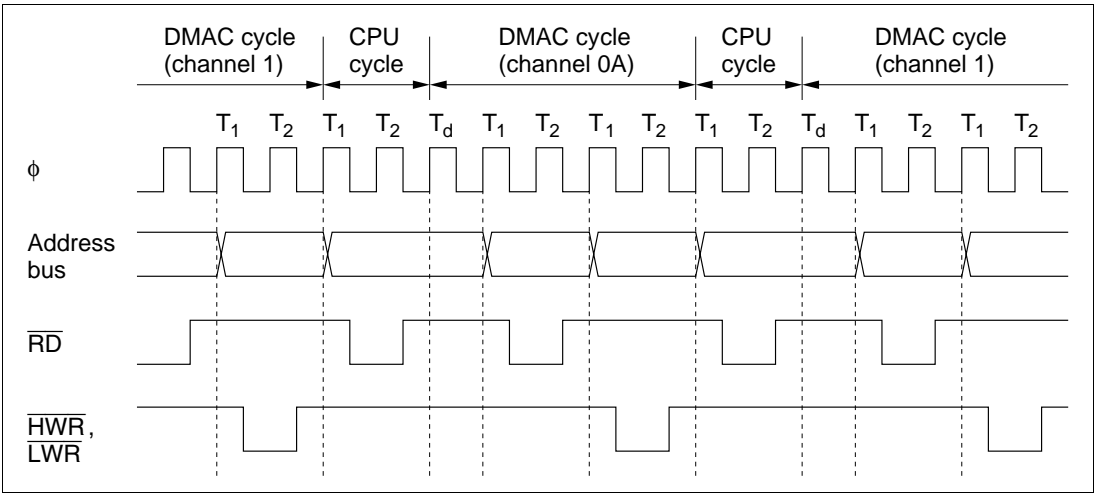 DMAC cycle (channel 1)
CPU cycle
DMAC cycle (channel 0A)
CPU cycle
DMAC cycle (channel 1)
T1 T2 T1 T2 Td T1 T2 T1 T2 T1 T2 Td T1 T2 T1 T2
φ
Address bus
RD
HWR,
LWR